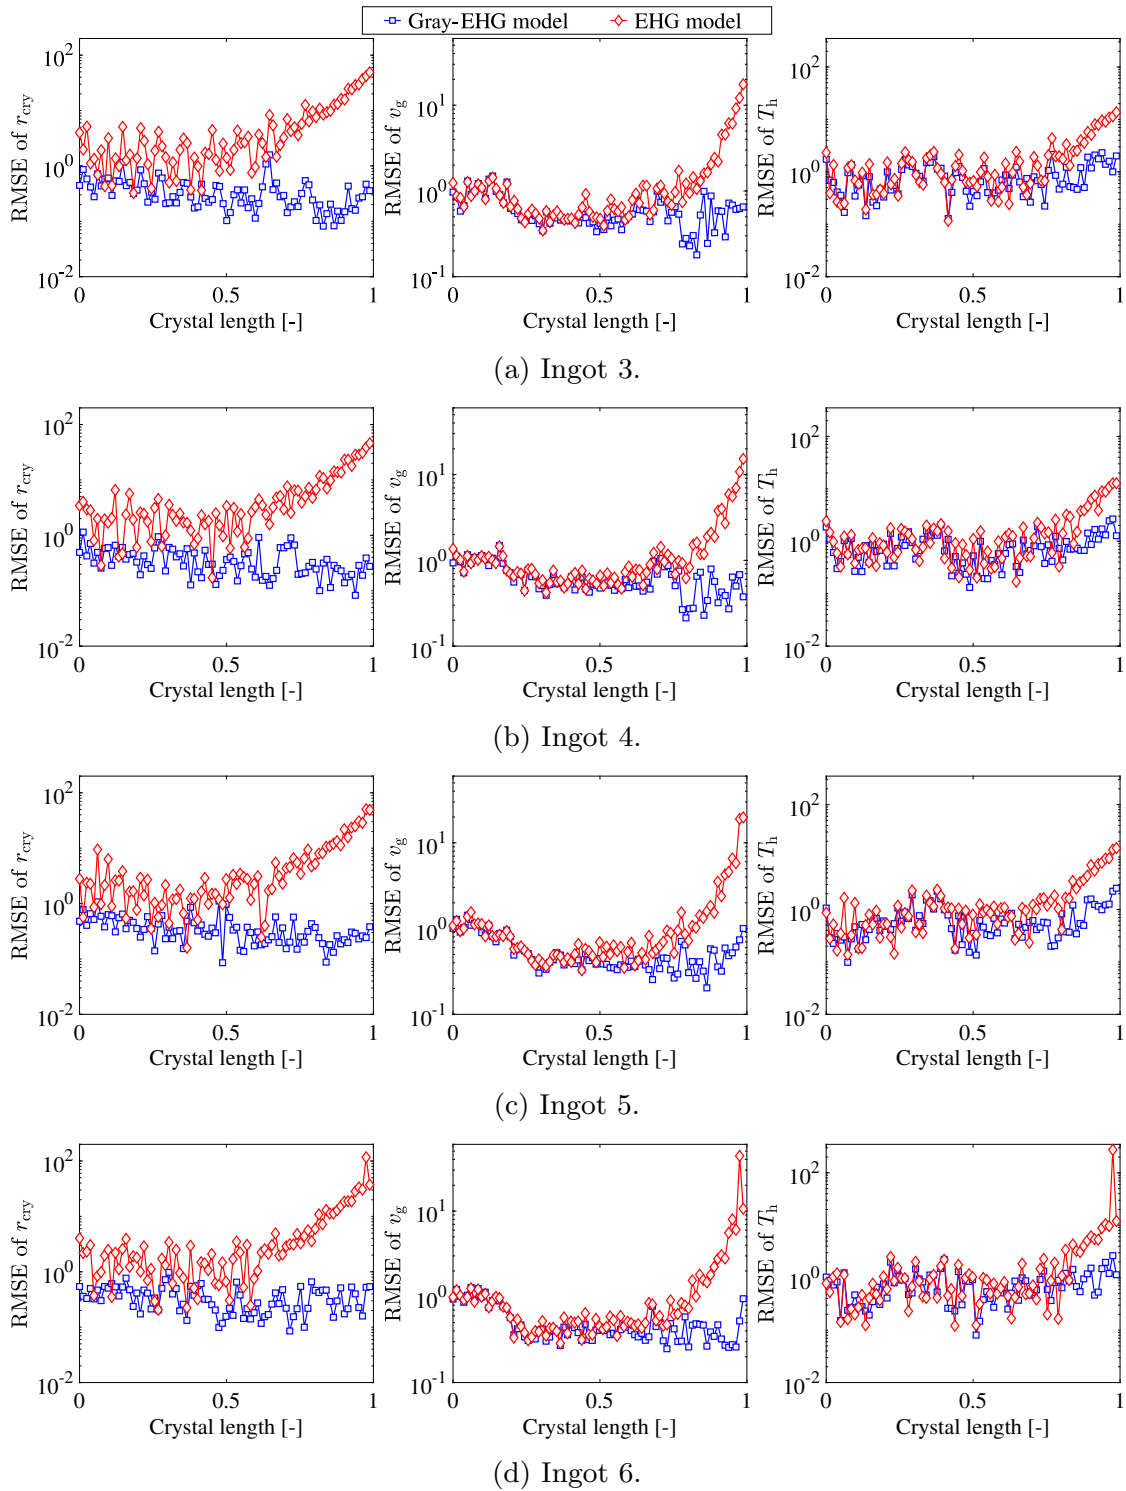 Gray-EHG model EHG model
RMSE of r_cry
10^2
10^0
10^-2
0 0.5 1
Crystal length [-]
RMSE of v_g
10^1
10^0
10^-1
0 0.5 1
Crystal length [-]
RMSE of T_h
10^2
10^0
10^-2
0 0.5 1
Crystal length [-]
(a) Ingot 3.
RMSE of r_cry
10^2
10^0
10^-2
0 0.5 1
Crystal length [-]
RMSE of v_g
10^1
10^0
10^-1
0 0.5 1
Crystal length [-]
RMSE of T_h
10^2
10^0
10^-2
0 0.5 1
Crystal length [-]
(b) Ingot 4.
RMSE of r_cry
10^2
10^0
10^-2
0 0.5 1
Crystal length [-]
RMSE of v_g
10^1
10^0
10^-1
0 0.5 1
Crystal length [-]
RMSE of T_h
10^2
10^0
10^-2
0 0.5 1
Crystal length [-]
(c) Ingot 5.
RMSE of r_cry
10^2
10^0
10^-2
0 0.5 1
Crystal length [-]
RMSE of v_g
10^1
10^0
10^-1
0 0.5 1
Crystal length [-]
RMSE of T_h
10^2
10^0
10^-2
0 0.5 1
Crystal length [-]
(d) Ingot 6.